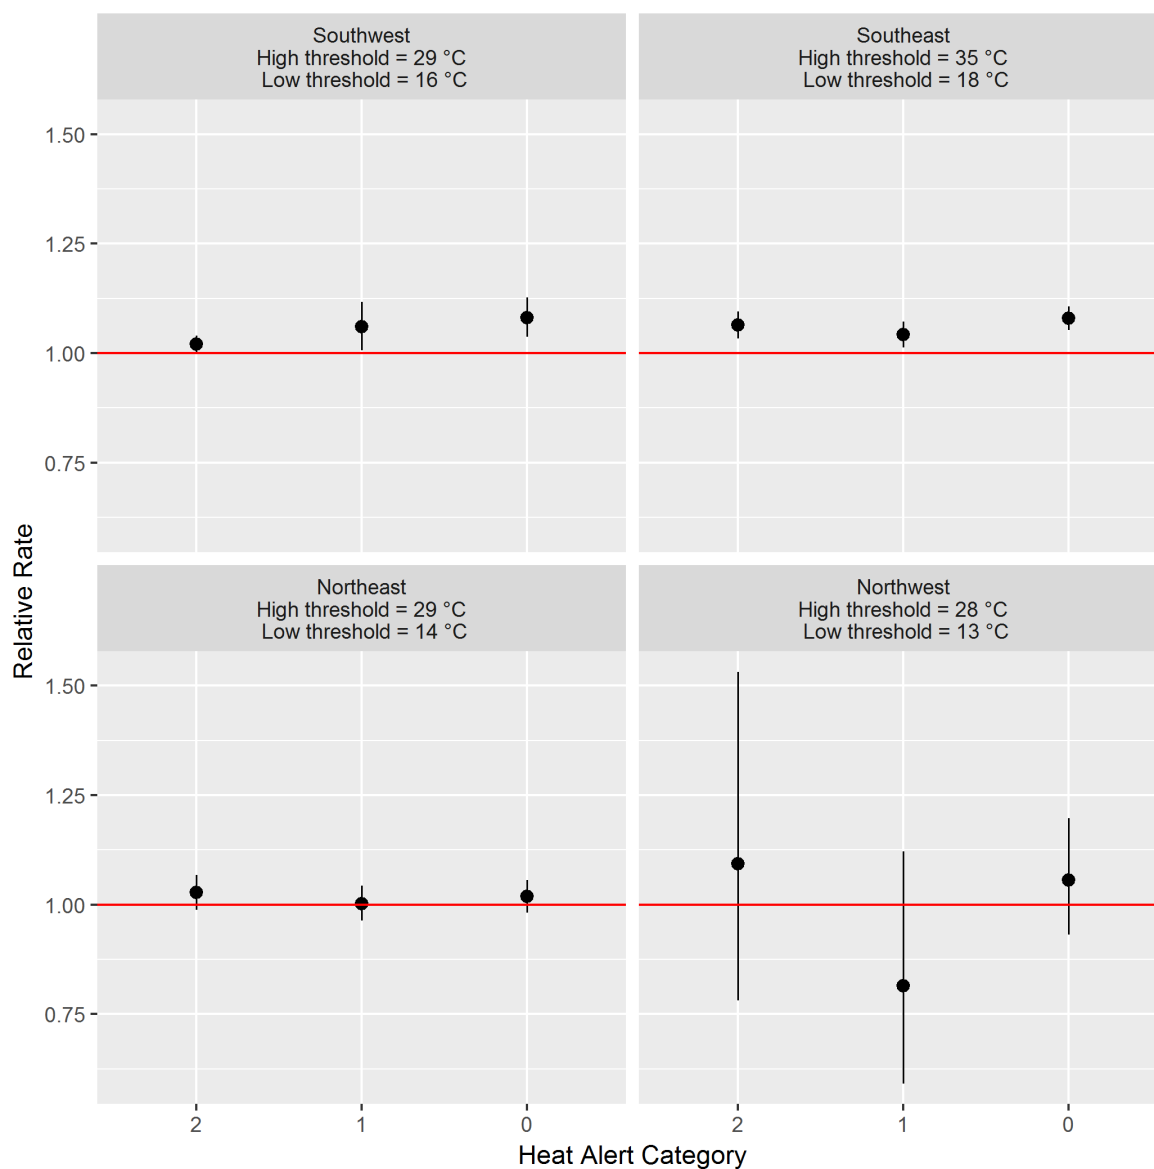 Southwest
High threshold = 29 °C
Low threshold = 16 °C
Southeast
High threshold = 35 °C
Low threshold = 18 °C
1.50
1.25
1.00
0.75
Relative Rate
Northeast
High threshold = 29 °C
Low threshold = 14 °C
Northwest
High threshold = 28 °C
Low threshold = 13 °C
1.50
1.25
1.00
0.75
2 1 0 2 1 0
Heat Alert Category